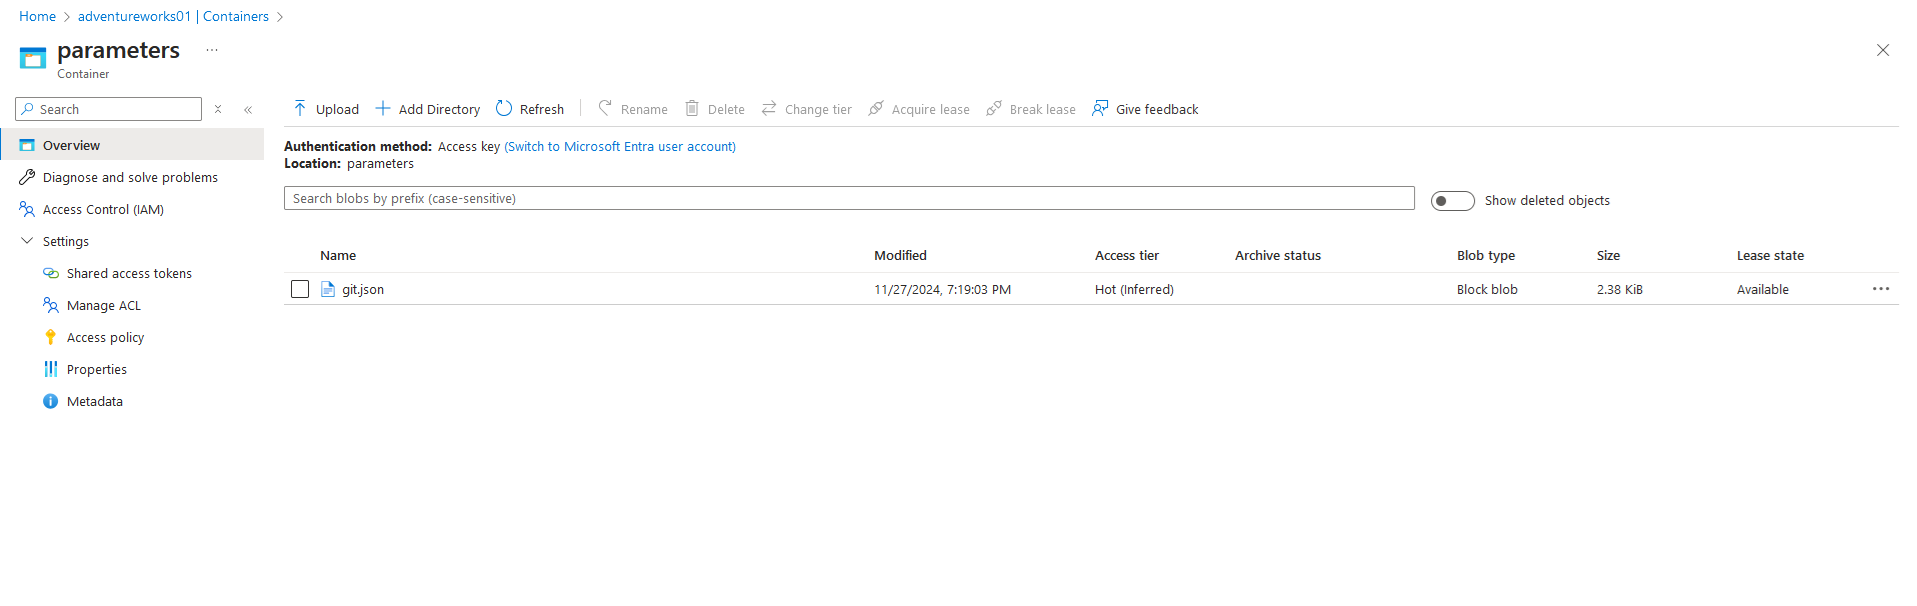 Home > adventureworks01 | Containers >
parameters ...
Container
Search
Overview
Diagnose and solve problems
Access Control (IAM)
Settings
Shared access tokens
Manage ACL
Access policy
Properties
Metadata
Upload Add Directory Refresh Rename Delete Change tier Acquire lease Break lease Give feedback
Authentication method: Access key (Switch to Microsoft Entra user account)
Location: parameters
Search blobs by prefix (case-sensitive)
Show deleted objects
Name Modified Access tier Archive status Blob type Size Lease state
git.json 11/27/2024, 7:19:03 PM Hot (Inferred) Block blob 2.38 KiB Available ...